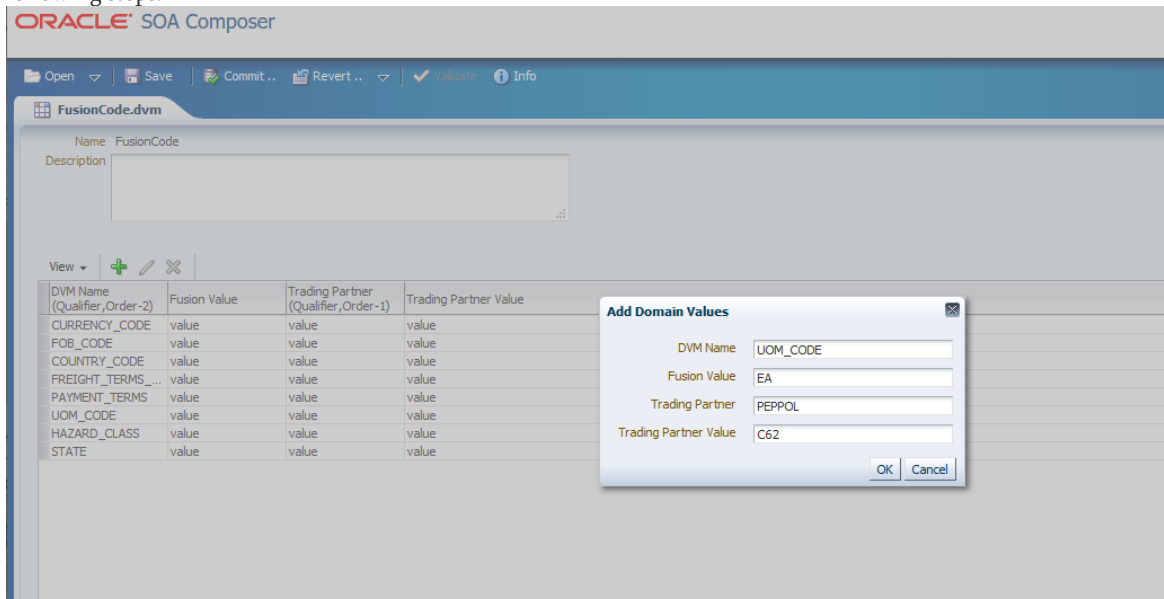 ORACLE SOA Composer
Open Save Commit .. Revert .. Validate Info
FusionCode.dvm
Name FusionCode
Description
View
DVM Name (Qualifier,Order-2) Fusion Value Trading Partner (Qualifier,Order-1) Trading Partner Value
CURRENCY_CODE value value value
FOB_CODE value value value
COUNTRY_CODE value value value
FREIGHT_TERMS_... value value value
PAYMENT_TERMS value value value
UOM_CODE value value value
HAZARD_CLASS value value value
STATE value value value
Add Domain Values
DVM Name UOM_CODE
Fusion Value EA
Trading Partner PEPPOL
Trading Partner Value C62
OK Cancel